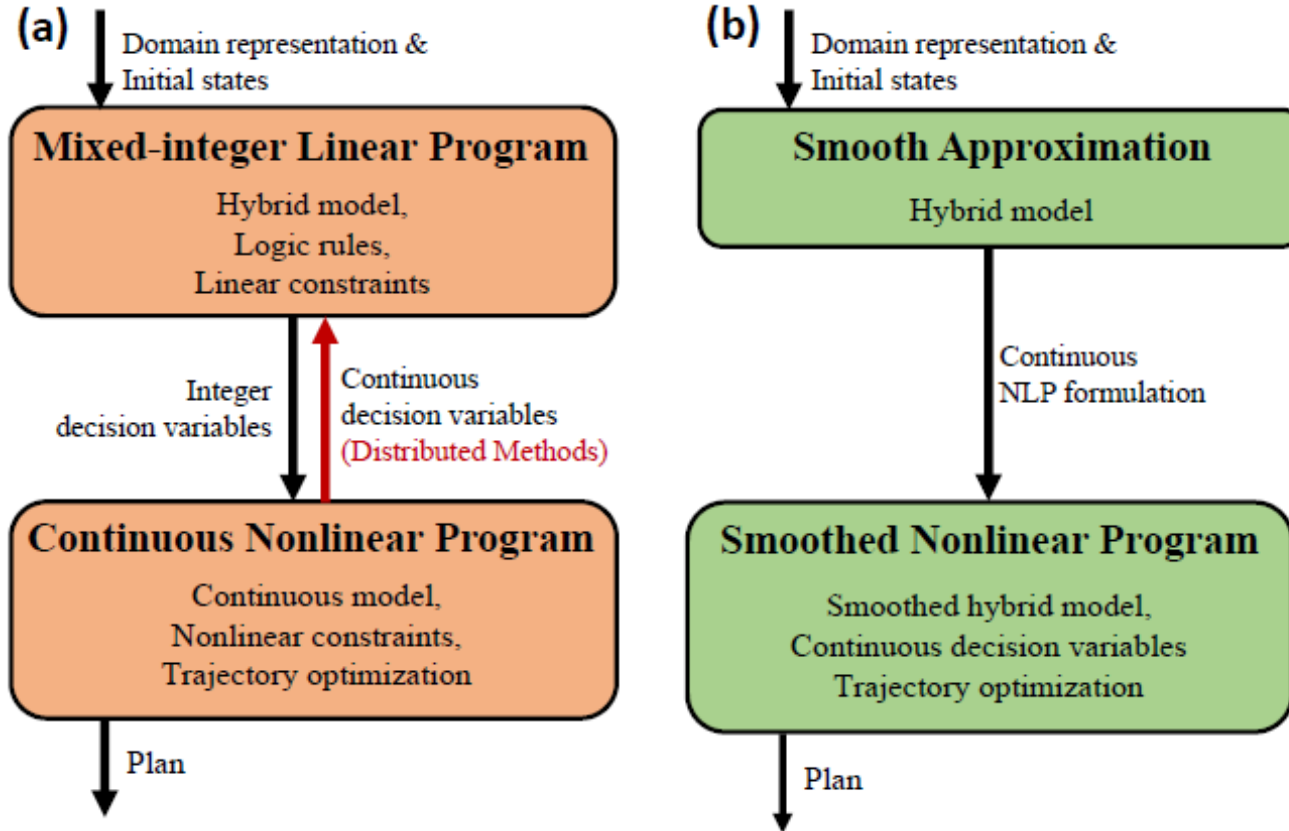 (a)
Domain representation &
Initial states
Mixed-integer Linear Program
Hybrid model,
Logic rules,
Linear constraints
Integer
decision variables
Continuous
decision variables
(Distributed Methods)
Continuous Nonlinear Program
Continuous model,
Nonlinear constraints,
Trajectory optimization
Plan
(b)
Domain representation &
Initial states
Smooth Approximation
Hybrid model
Continuous
NLP formulation
Smoothed Nonlinear Program
Smoothed hybrid model,
Continuous decision variables
Trajectory optimization
Plan